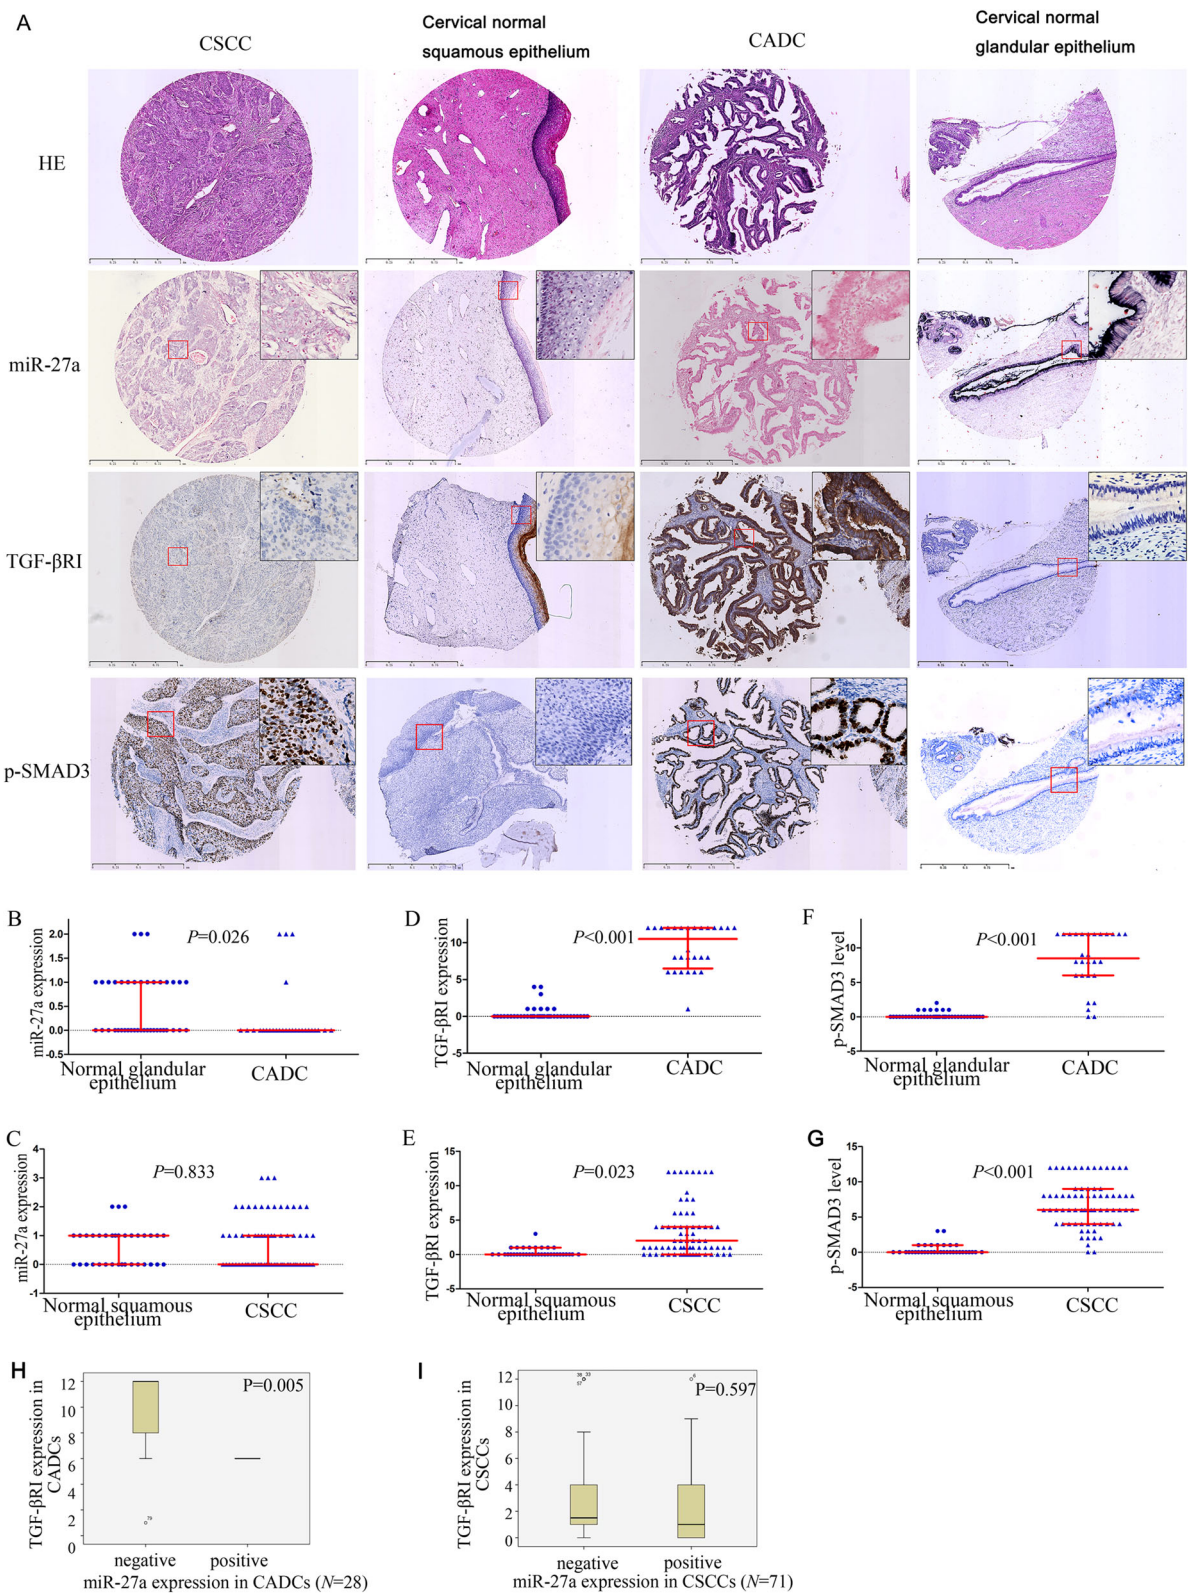 A
CSCC
Cervical normal
squamous epithelium
CADC
Cervical normal
glandular epithelium
HE
miR-27a
TGF-βRI
p-SMAD3
B
miR-27a expression
2.0
1.5
1.0
0.5
0.0
-0.5
P=0.026
Normal glandular
epithelium
CADC
D
TGF-βRI expression
10
5
0
-5
P<0.001
Normal glandular
epithelium
CADC
F
p-SMAD3 level
15
10
5
0
-5
P<0.001
Normal glandular
epithelium
CADC
C
miR-27a expression
4
3
2
1
0
-1
P=0.833
Normal squamous
epithelium
CSCC
E
TGF-βRI expression
15
10
5
0
-5
P=0.023
Normal squamous
epithelium
CSCC
G
p-SMAD3 level
15
10
5
0
-5
P<0.001
Normal squamous
epithelium
CSCC
H
TGF-βRI expression in
CADCs
12
10
8
6
4
2
0
P=0.005
negative
positive
miR-27a expression in CADCs (N=28)
I
TGF-βRI expression in
CSCCs
12
10
8
6
4
2
0
P=0.597
negative
positive
miR-27a expression in CSCCs (N=71)